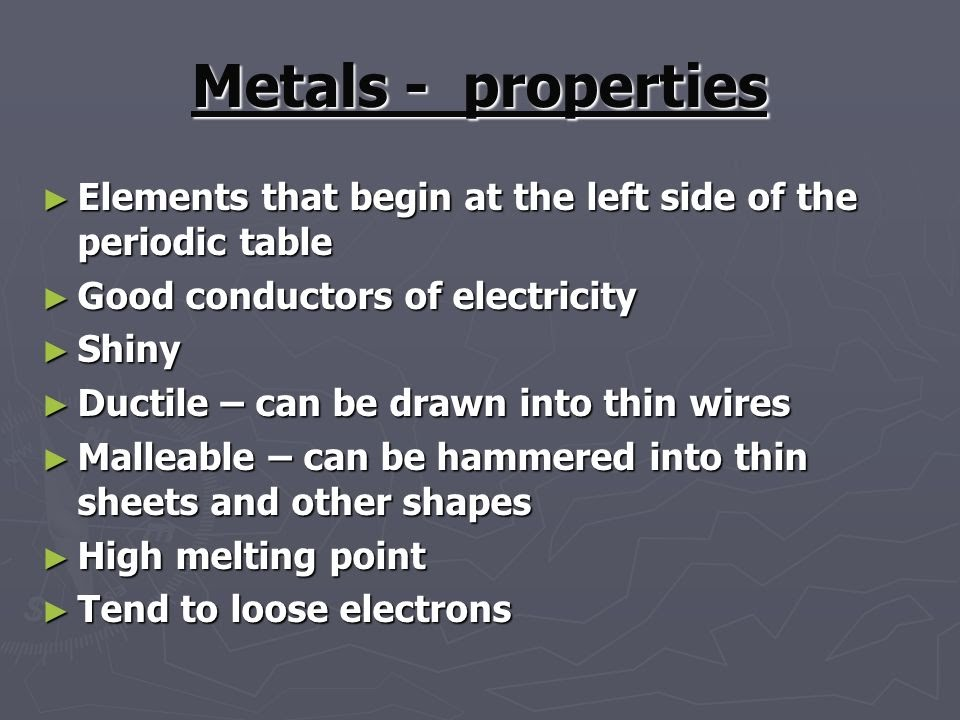 Metals - properties
► Elements that begin at the left side of the
periodic table
► Good conductors of electricity
► Shiny
► Ductile – can be drawn into thin wires
► Malleable – can be hammered into thin
sheets and other shapes
► High melting point
► Tend to loose electrons